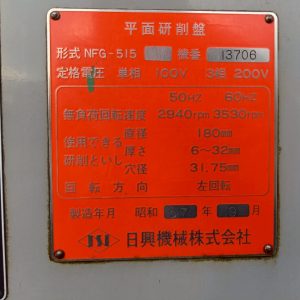 平面研削盤
形式 NFG-515 機番 13706
定格電圧 単相 100V 3相 200V
50HZ 60HZ
無負荷回転速度 2940rpm 3530rpm
使用できる研削といし 直径 180mm
厚さ 6~32mm
穴径 31.75mm
回転方向 左回転
製造年月 昭和 57年 月
日興機械株式会社